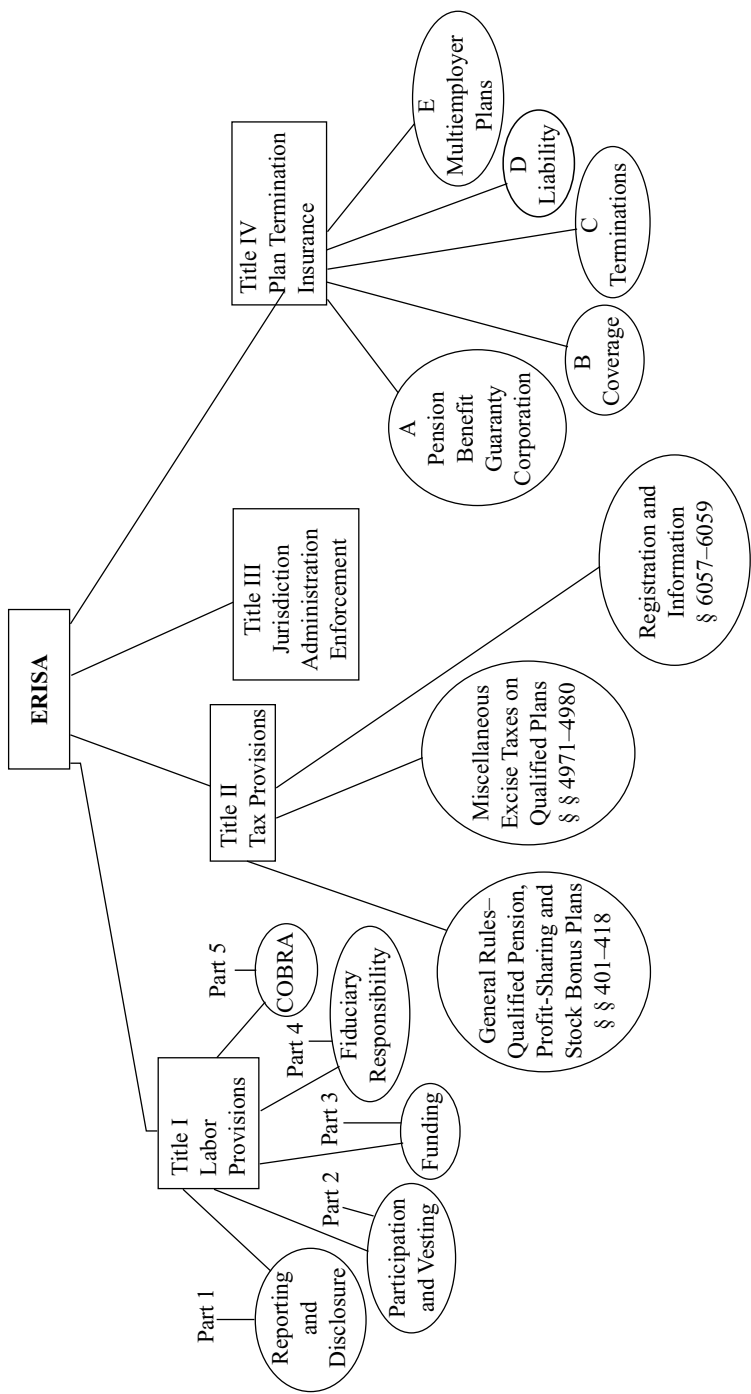 ERISA
Title I
Labor
Provisions
Part 1
Reporting
and
Disclosure
Part 2
Participation
and Vesting
Part 3
Funding
Part 4
Fiduciary
Responsibility
Part 5
COBRA
Title II
Tax Provisions
General Rules–
Qualified Pension,
Profit-Sharing and
Stock Bonus Plans
§ § 401–418
Miscellaneous
Excise Taxes on
Qualified Plans
§ § 4971–4980
Registration and
Information
§ 6057–6059
Title III
Jurisdiction
Administration
Enforcement
Title IV
Plan Termination
Insurance
A
Pension
Benefit
Guaranty
Corporation
B
Coverage
C
Terminations
D
Liability
E
Multiemployer
Plans